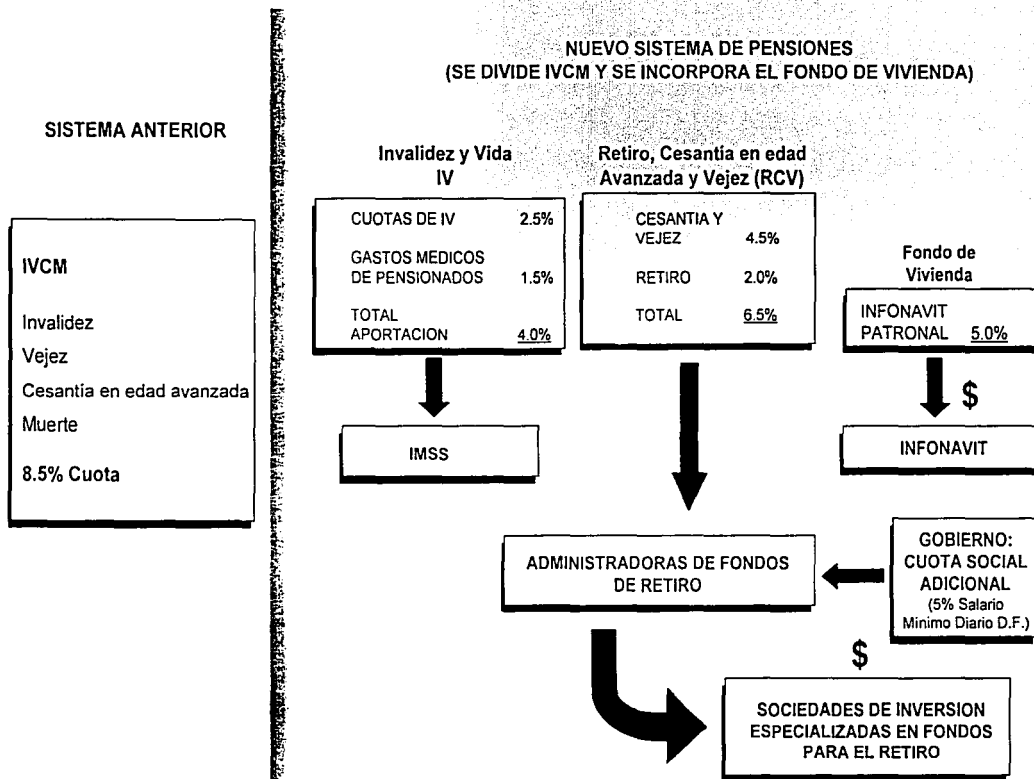 NUEVO SISTEMA DE PENSIONES
(SE DIVIDE IVCM Y SE INCORPORA EL FONDO DE VIVIENDA)
SISTEMA ANTERIOR
IVCM
Invalidez
Vejez
Cesantia en edad avanzada
Muerte
8.5% Cuota
Invalidez y Vida
IV
CUOTAS DE IV 2.5%
GASTOS MEDICOS
DE PENSIONADOS 1.5%
TOTAL
APORTACION 4.0%
IMSS
Retiro, Cesantia en edad
Avanzada y Vejez (RCV)
CESANTIA Y
VEJEZ 4.5%
RETIRO 2.0%
TOTAL 6.5%
Fondo de
Vivienda
INFONAVIT
PATRONAL 5.0%
$
INFONAVIT
ADMINISTRADORAS DE FONDOS
DE RETIRO
GOBIERNO:
CUOTA SOCIAL
ADICIONAL
(5% Salario
Minimo Diario D.F.)
$
SOCIEDADES DE INVERSION
ESPECIALIZADAS EN FONDOS
PARA EL RETIRO